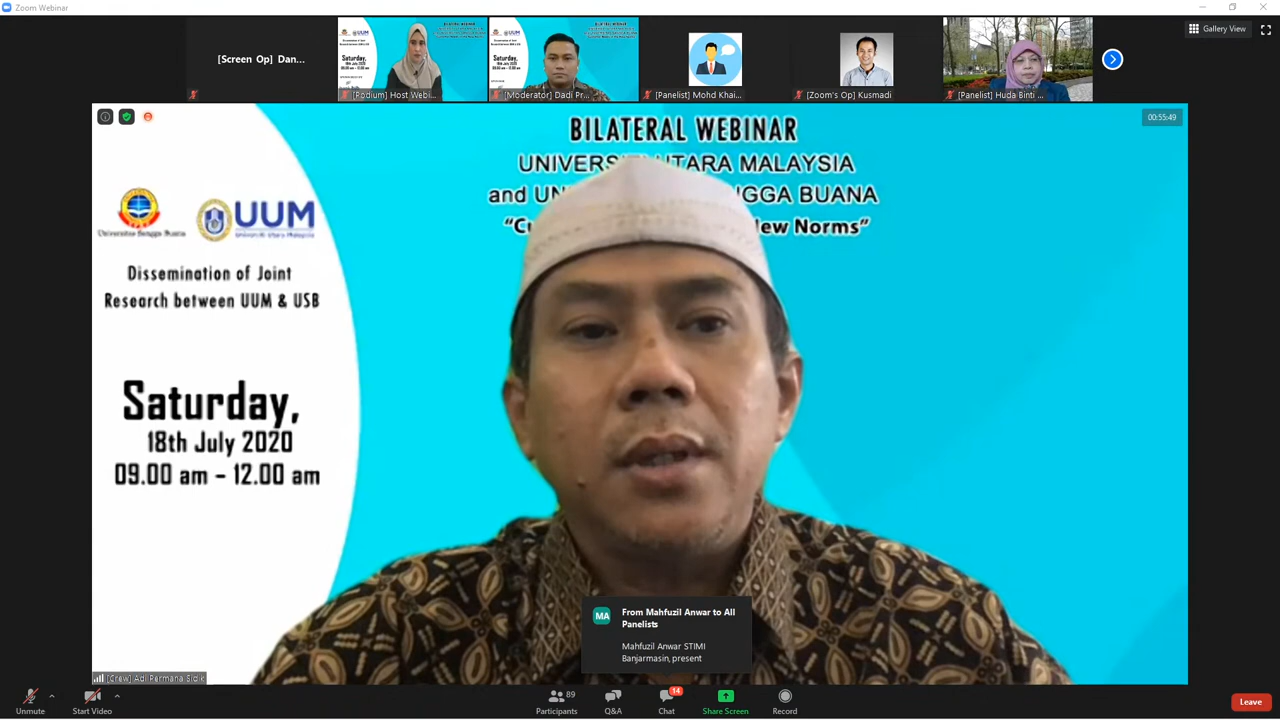 Zoom Webinar
Gallery View
[Screen Op] Dan...
[Podium] Host Webi...
[Moderator] Dadi Pr...
[Panelist] Mohd Khai...
[Zoom's Op] Kusmadi
[Panelist] Huda Binti ...
00:55:49
BILATERAL WEBINAR
UTARA MALAYSIA
and
GGA BUANA
New Norms”
Universitas Sangga Buana
UUM
Universiti Utara Malaysia
Dissemination of Joint
Research between UUM & USB
Saturday,
18th July 2020
09.00 am – 12.00 am
From Mahfuzil Anwar to All
Panelists
MA
Mahfuzil Anwar STIMI
Banjarmasin, present
[Crew] Adi Permana Sidik
Unmute
Start Video
89
Participants
Q&A
14
Chat
Share Screen
Record
Leave